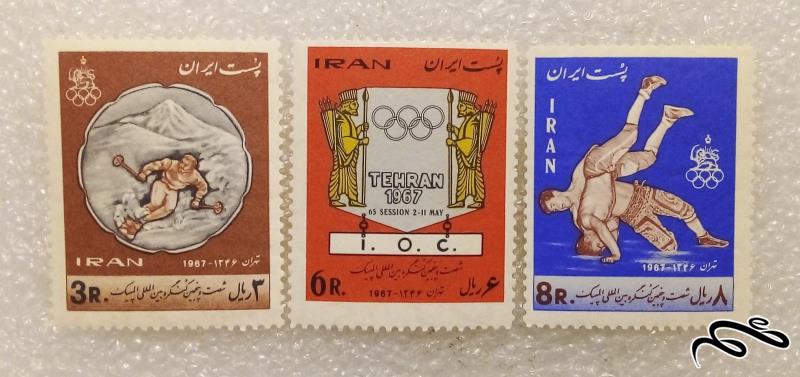 پست ایران
IRAN
تهران ۱۳۴۶-1967
3R. ریال ۳
شصت و پنجمین کنگره بین المللی المپیک
IRAN پست ایران
TEHRAN
1967
65 SESSION 2-11 MAY
I. O. C.
شصت و پنجمین کنگره بین المللی المپیک
6R. تهران ۱۳۴۶-1967 ریال ۶
پست ایران
IRAN
تهران ۱۳۴۶-1967
8R. شصت و پنجمین کنگره بین المللی المپیک ریال ۸